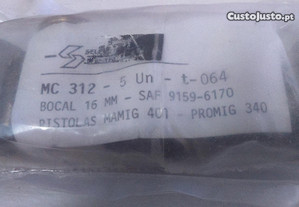 CustoJusto.pt
MC 312 - 5 Un - t-064
BOCAL 16 MM - SAF 9159-6170
PISTOLAS MAMIG 401 - PROMIG 340